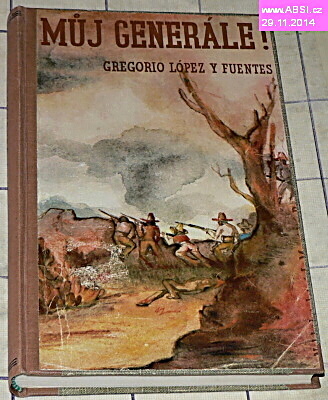 www.ABSi.cz
29.11.2014
MŮJ GENERÁLE!
GREGORIO LÓPEZ Y FUENTES